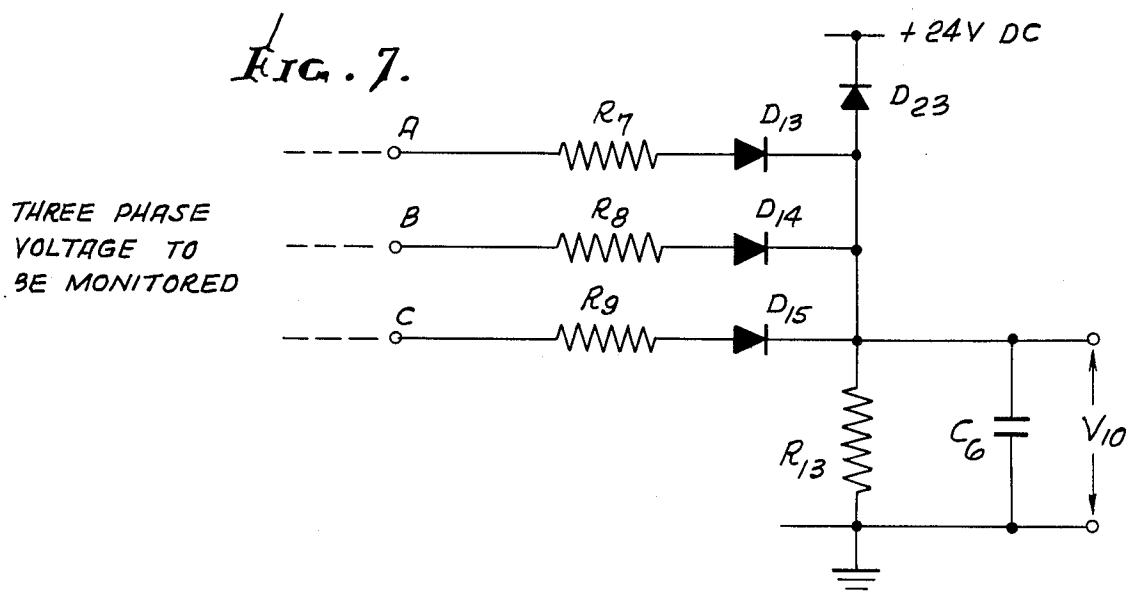 FIG. 7.
+24V DC
D23
A
R7
D13
THREE PHASE
VOLTAGE TO
BE MONITORED
B
R8
D14
C
R9
D15
R13
C6
V10